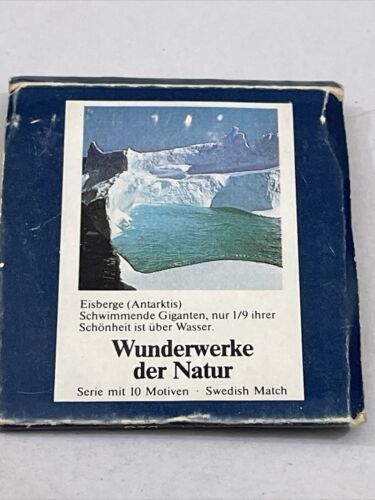 Eisberge (Antarktis)
Schwimmende Giganten, nur 1/9 ihrer
Schönheit ist über Wasser.
Wunderwerke
der Natur
Serie mit 10 Motiven · Swedish Match